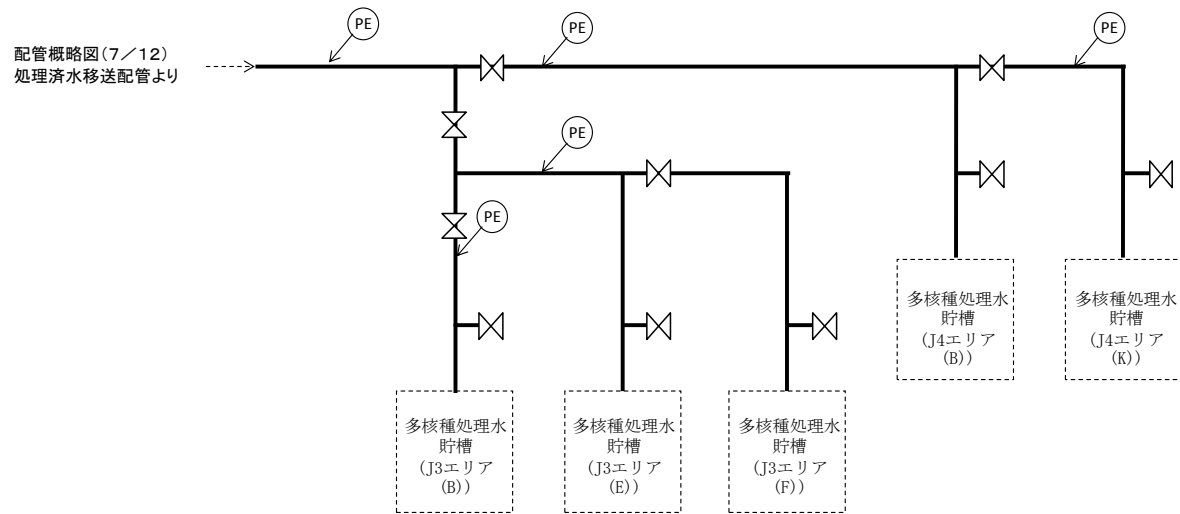 PE
PE
PE
配管概略図(7/12)
処理済水移送配管より
PE
PE
多核種処理水
貯槽
(J4エリア
(B))
多核種処理水
貯槽
(J4エリア
(K))
多核種処理水
貯槽
(J3エリア
(B))
多核種処理水
貯槽
(J3エリア
(E))
多核種処理水
貯槽
(J3エリア
(F))